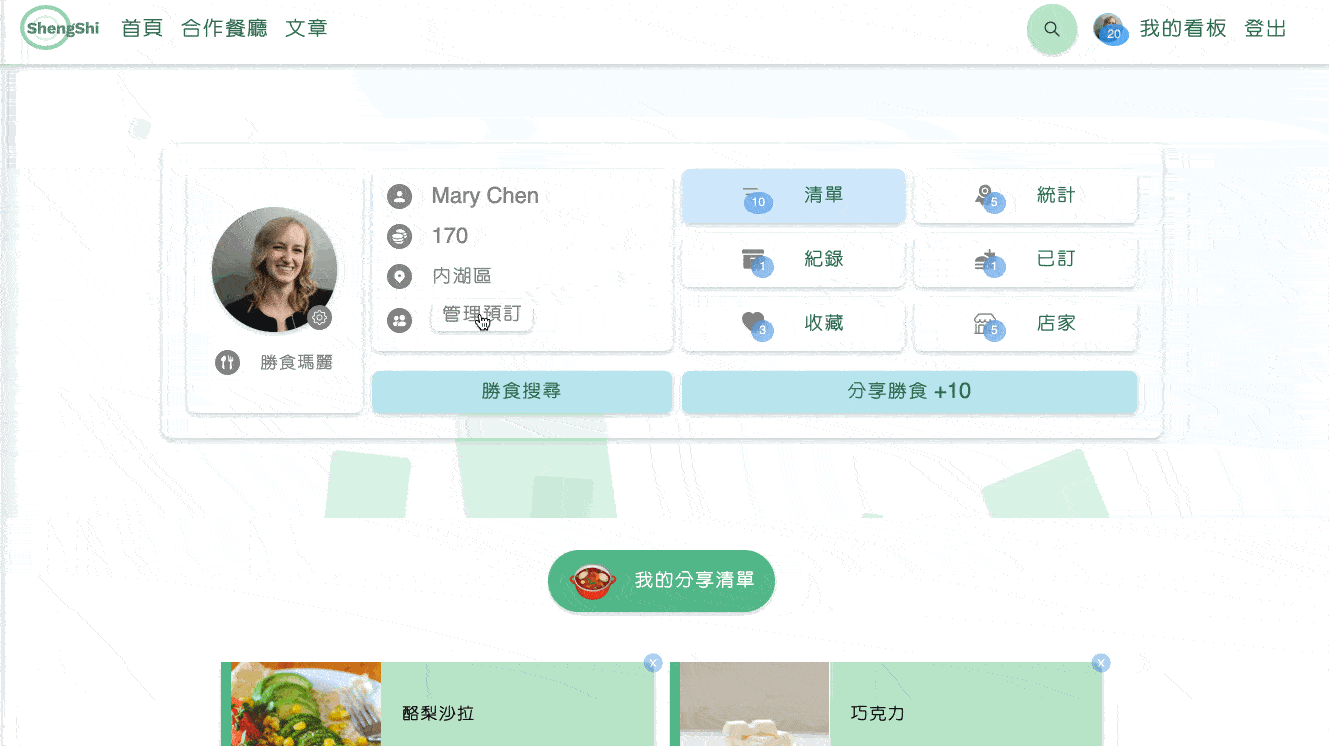 ShengShi 首頁 合作餐廳 文章 20 我的看板 登出
Mary Chen
170
內湖區
管理預訂
勝食瑪麗
10 清單
5 統計
1 紀錄
1 已訂
3 收藏
5 店家
勝食搜尋
分享勝食 +10
我的分享清單
x
酪梨沙拉
x
巧克力